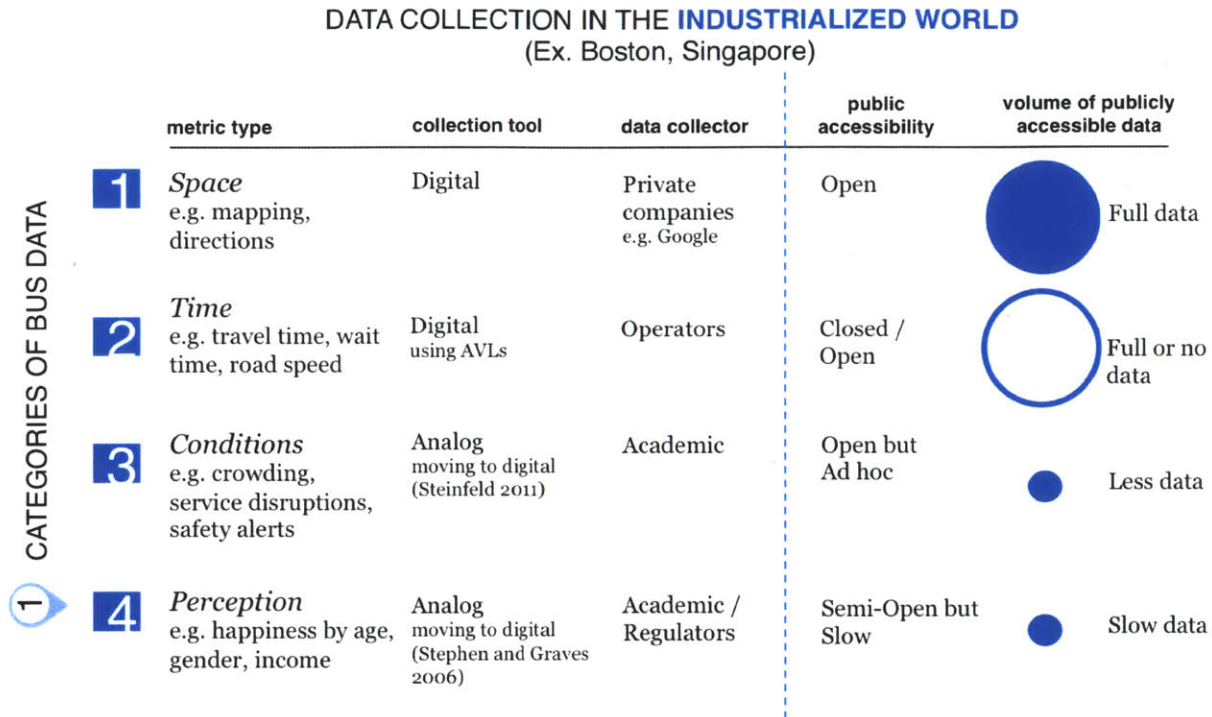 DATA COLLECTION IN THE INDUSTRIALIZED WORLD
(Ex. Boston, Singapore)
metric type
collection tool
data collector
public
accessibility
volume of publicly
accessible data
CATEGORIES OF BUS DATA
1
1
Space
e.g. mapping,
directions
Digital
Private
companies
e.g. Google
Open
Full data
2
Time
e.g. travel time, wait
time, road speed
Digital
using AVLs
Operators
Closed /
Open
Full or no
data
3
Conditions
e.g. crowding,
service disruptions,
safety alerts
Analog
moving to digital
(Steinfeld 2011)
Academic
Open but
Ad hoc
Less data
4
Perception
e.g. happiness by age,
gender, income
Analog
moving to digital
(Stephen and Graves
2006)
Academic /
Regulators
Semi-Open but
Slow
Slow data